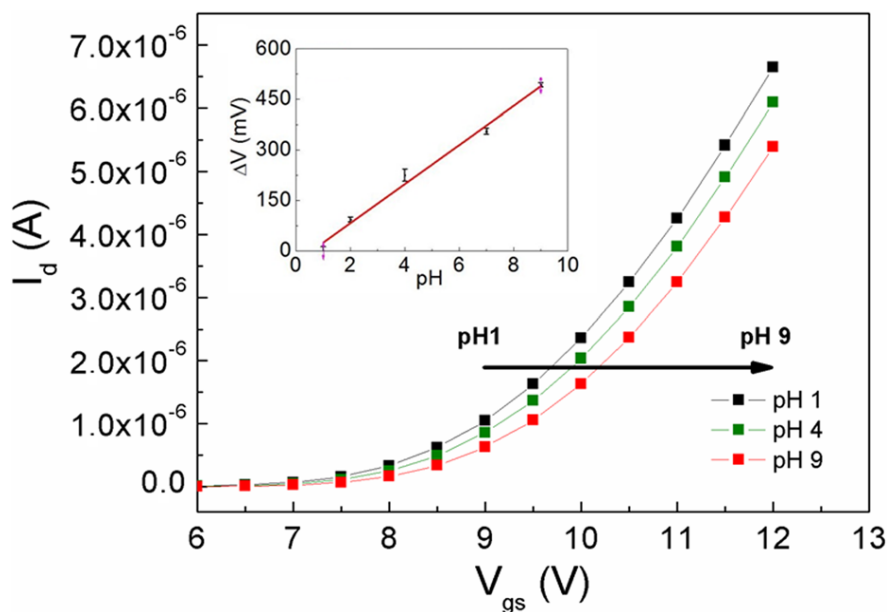 7.0x10⁻⁶
6.0x10⁻⁶
5.0x10⁻⁶
4.0x10⁻⁶
3.0x10⁻⁶
2.0x10⁻⁶
1.0x10⁻⁶
0.0
I_d (A)
600
450
300
150
0
ΔV (mV)
0 2 4 6 8 10
pH
pH1 pH 9
pH 1
pH 4
pH 9
6 7 8 9 10 11 12 13
V_gs (V)